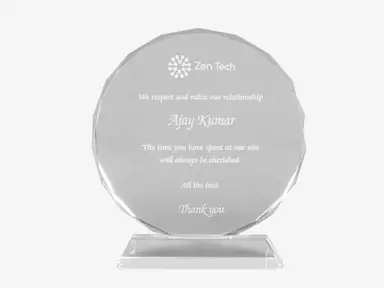 Zen Tech
We respect and value our relationship
Ajay Kumar
The time you have spent at our site
will always be cherished
All the best
Thank you